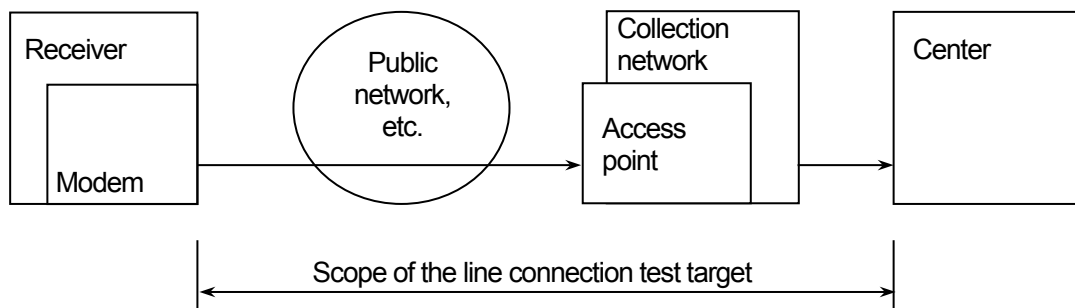 Receiver
Modem
Public
network,
etc.
Collection
network
Access
point
Center
Scope of the line connection test target